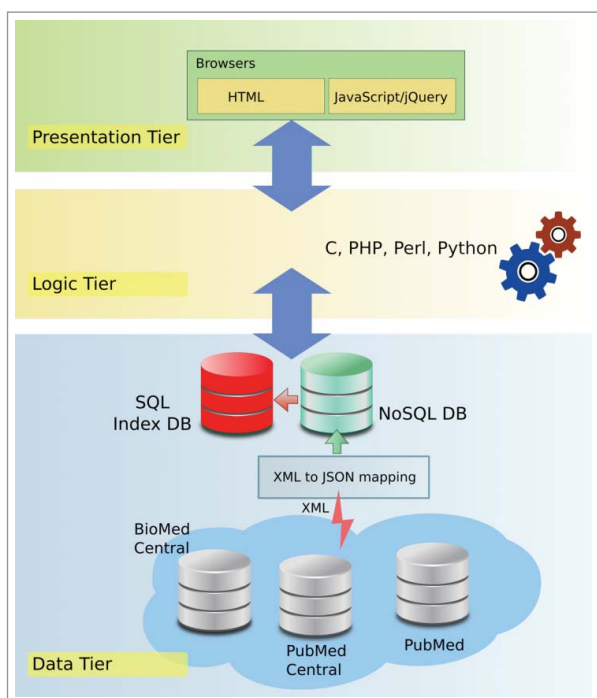 Browsers
HTML
JavaScript/jQuery
Presentation Tier
C, PHP, Perl, Python
Logic Tier
SQL
Index DB
NoSQL DB
XML to JSON mapping
XML
BioMed
Central
PubMed
Central
PubMed
Data Tier